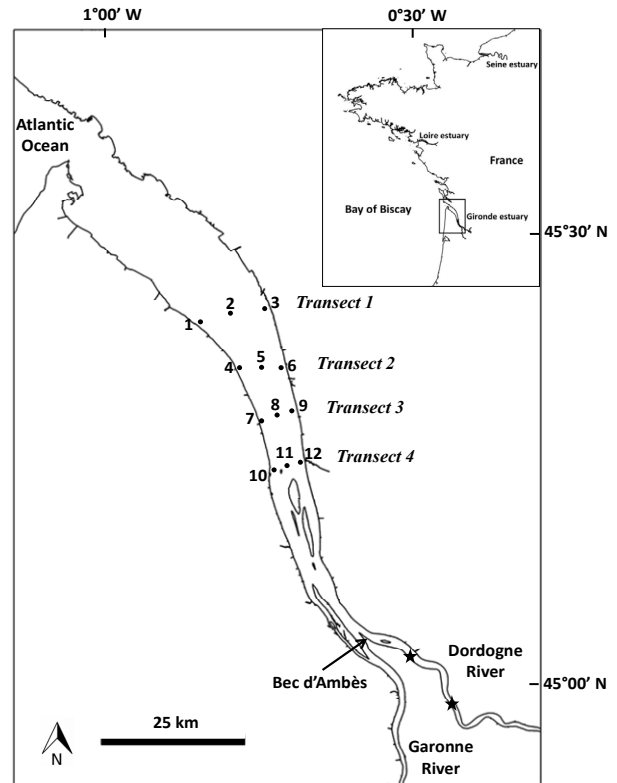 1°00' W
0°30' W
Seine estuary
Atlantic
Ocean
Loire estuary
France
Bay of Biscay
Gironde estuary
45°30' N
2
3
Transect 1
1
4
5
6
Transect 2
7
8
9
Transect 3
10
11
12
Transect 4
Dordogne
River
Bec d'Ambès
45°00' N
25 km
N
Garonne
River